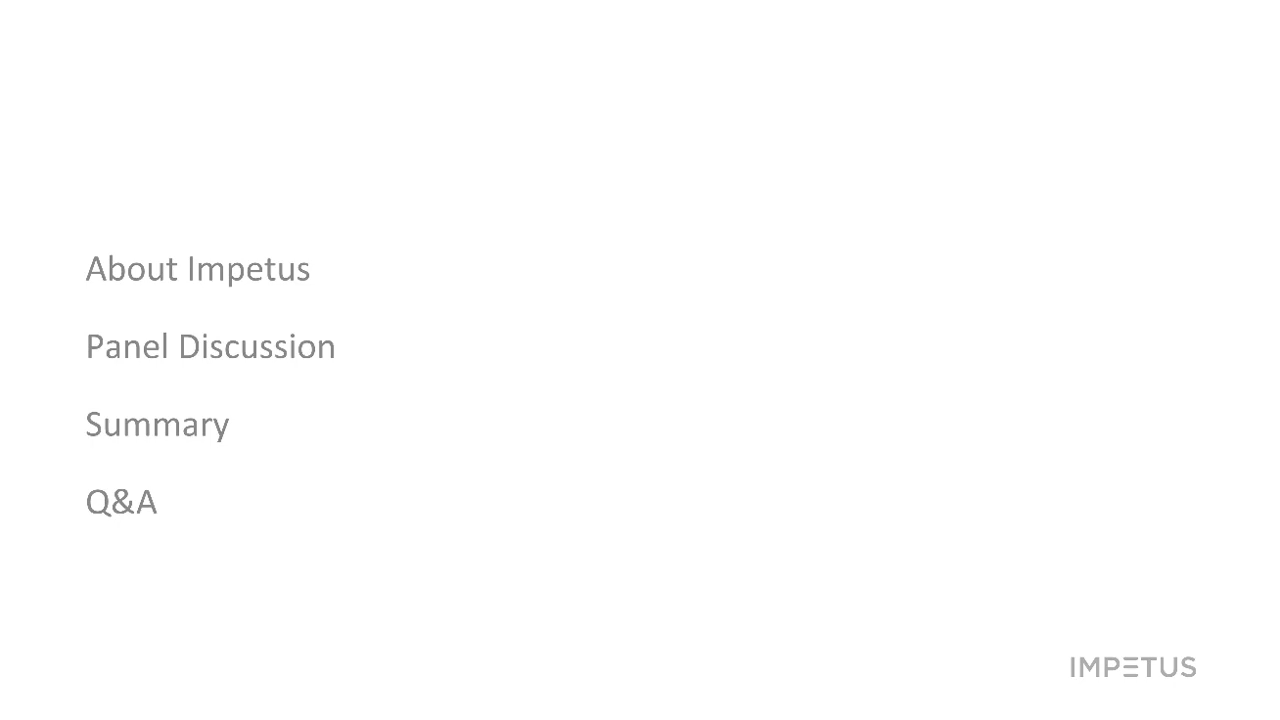 About Impetus
Panel Discussion
Summary
Q&A
IMPETUS